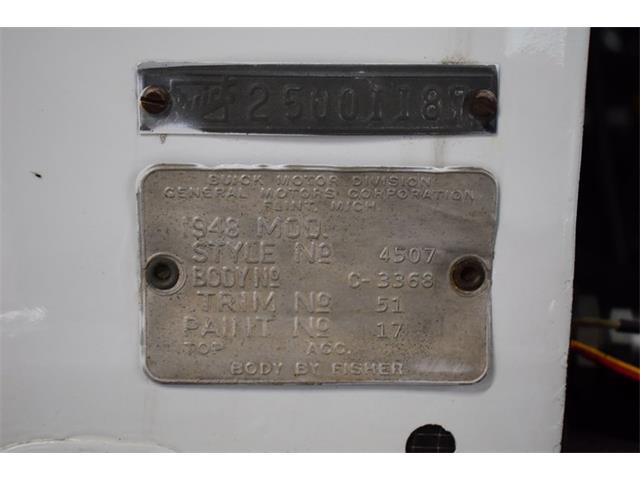 BUICK MOTOR DIVISION
GENERAL MOTORS CORPORATION
FLINT, MICH.
1948 MOD.
STYLE NO 4507
BODY NO C-3368
TRIM NO 51
PAINT NO 17
TOP ACC.
BODY BY FISHER